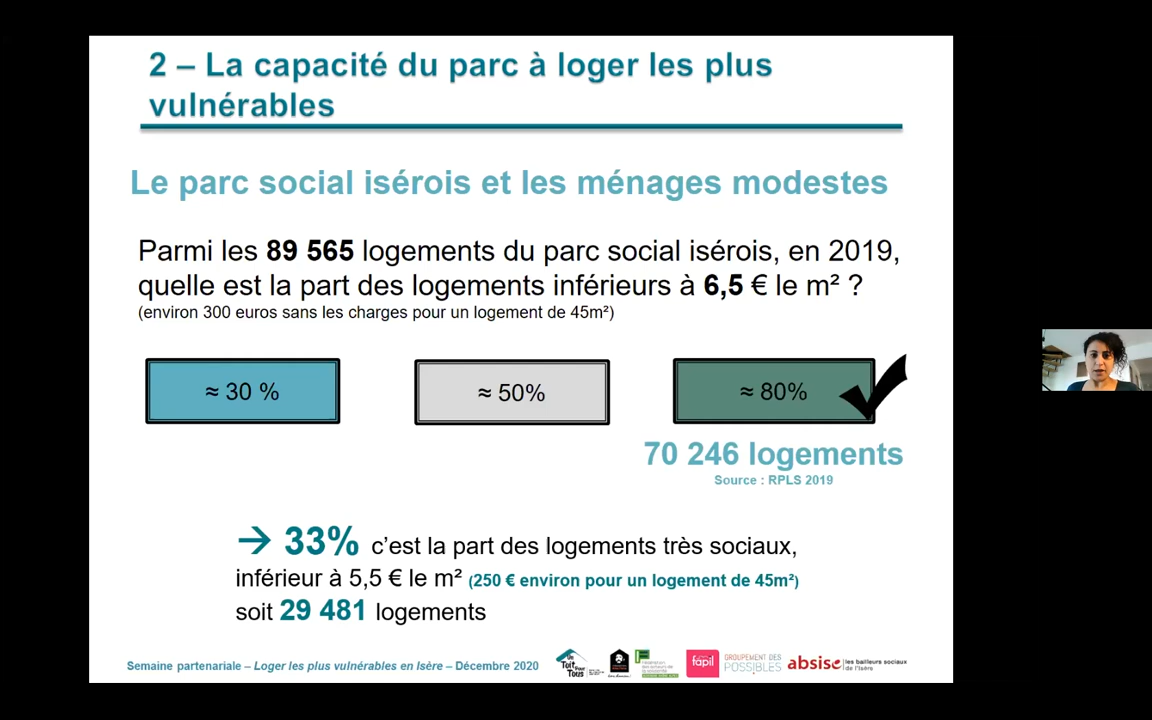 2 – La capacité du parc à loger les plus
vulnérables
Le parc social isérois et les ménages modestes
Parmi les 89 565 logements du parc social isérois, en 2019,
quelle est la part des logements inférieurs à 6,5 € le m² ?
(environ 300 euros sans les charges pour un logement de 45m²)
≈ 30 %
≈ 50%
≈ 80%
70 246 logements
Source : RPLS 2019
→ 33% c’est la part des logements très sociaux,
inférieur à 5,5 € le m² (250 € environ pour un logement de 45m²)
soit 29 481 logements
Semaine partenariale – Loger les plus vulnérables en Isère – Décembre 2020
Un
Toit Pour
Tous
fapil
GROUPEMENT DES
POSSIBLES
absise les bailleurs sociaux
de l'Isère